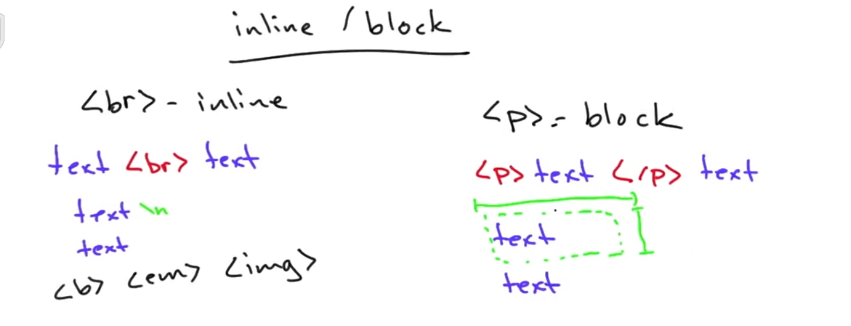 inline / block
<br> - inline
text <br> text
text \n
text
<b> <em> <img>
<p> = block
<p> text </p> text
text
text